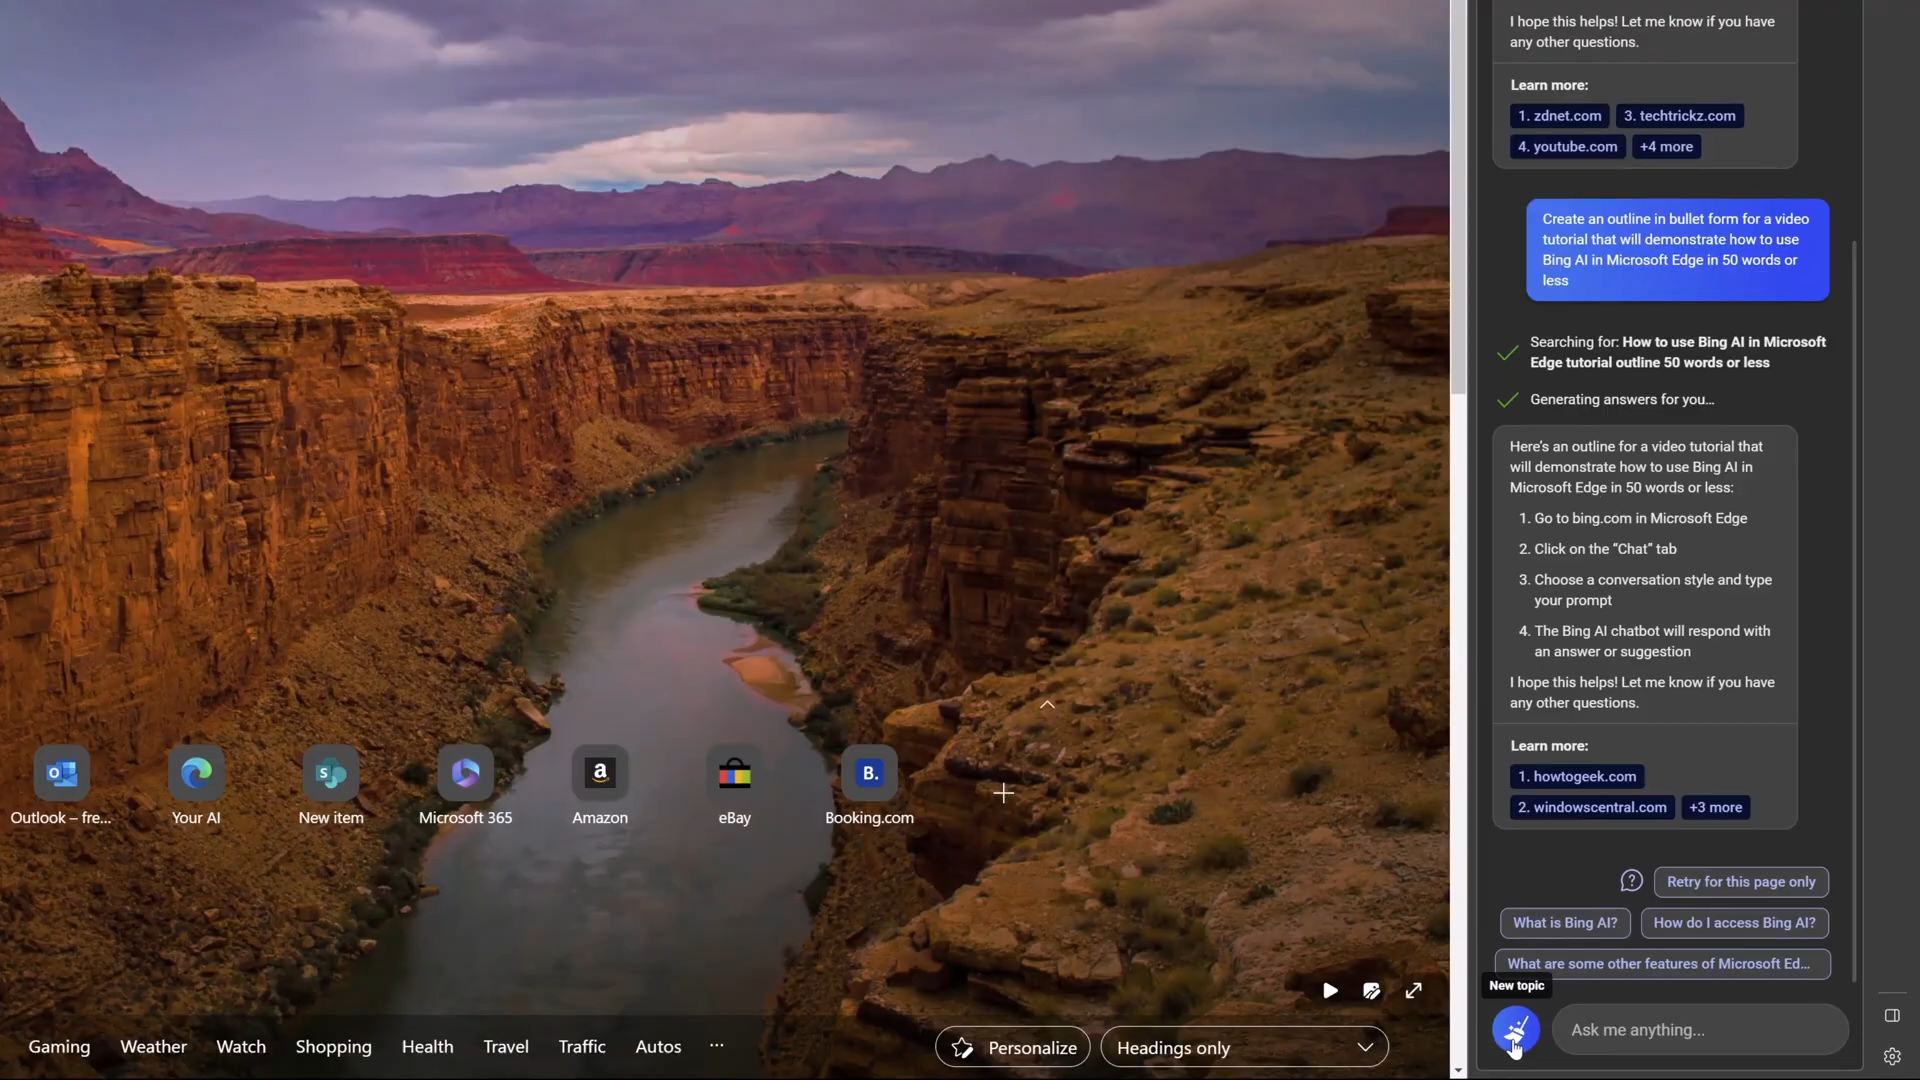 I hope this helps! Let me know if you have
any other questions.
Learn more:
1. zdnet.com 3. techtrickz.com
4. youtube.com +4 more
Create an outline in bullet form for a video
tutorial that will demonstrate how to use
Bing AI in Microsoft Edge in 50 words or
less
Searching for: How to use Bing AI in Microsoft
Edge tutorial outline 50 words or less
Generating answers for you...
Here's an outline for a video tutorial that
will demonstrate how to use Bing AI in
Microsoft Edge in 50 words or less:
1. Go to bing.com in Microsoft Edge
2. Click on the “Chat” tab
3. Choose a conversation style and type
your prompt
4. The Bing AI chatbot will respond with
an answer or suggestion
I hope this helps! Let me know if you have
any other questions.
Learn more:
1. howtogeek.com
2. windowscentral.com +3 more
Retry for this page only
What is Bing AI? How do I access Bing AI?
What are some other features of Microsoft Ed...
New topic
Ask me anything...
Outlook – fre... Your AI New item Microsoft 365 Amazon eBay Booking.com
Gaming Weather Watch Shopping Health Travel Traffic Autos ... Personalize Headings only